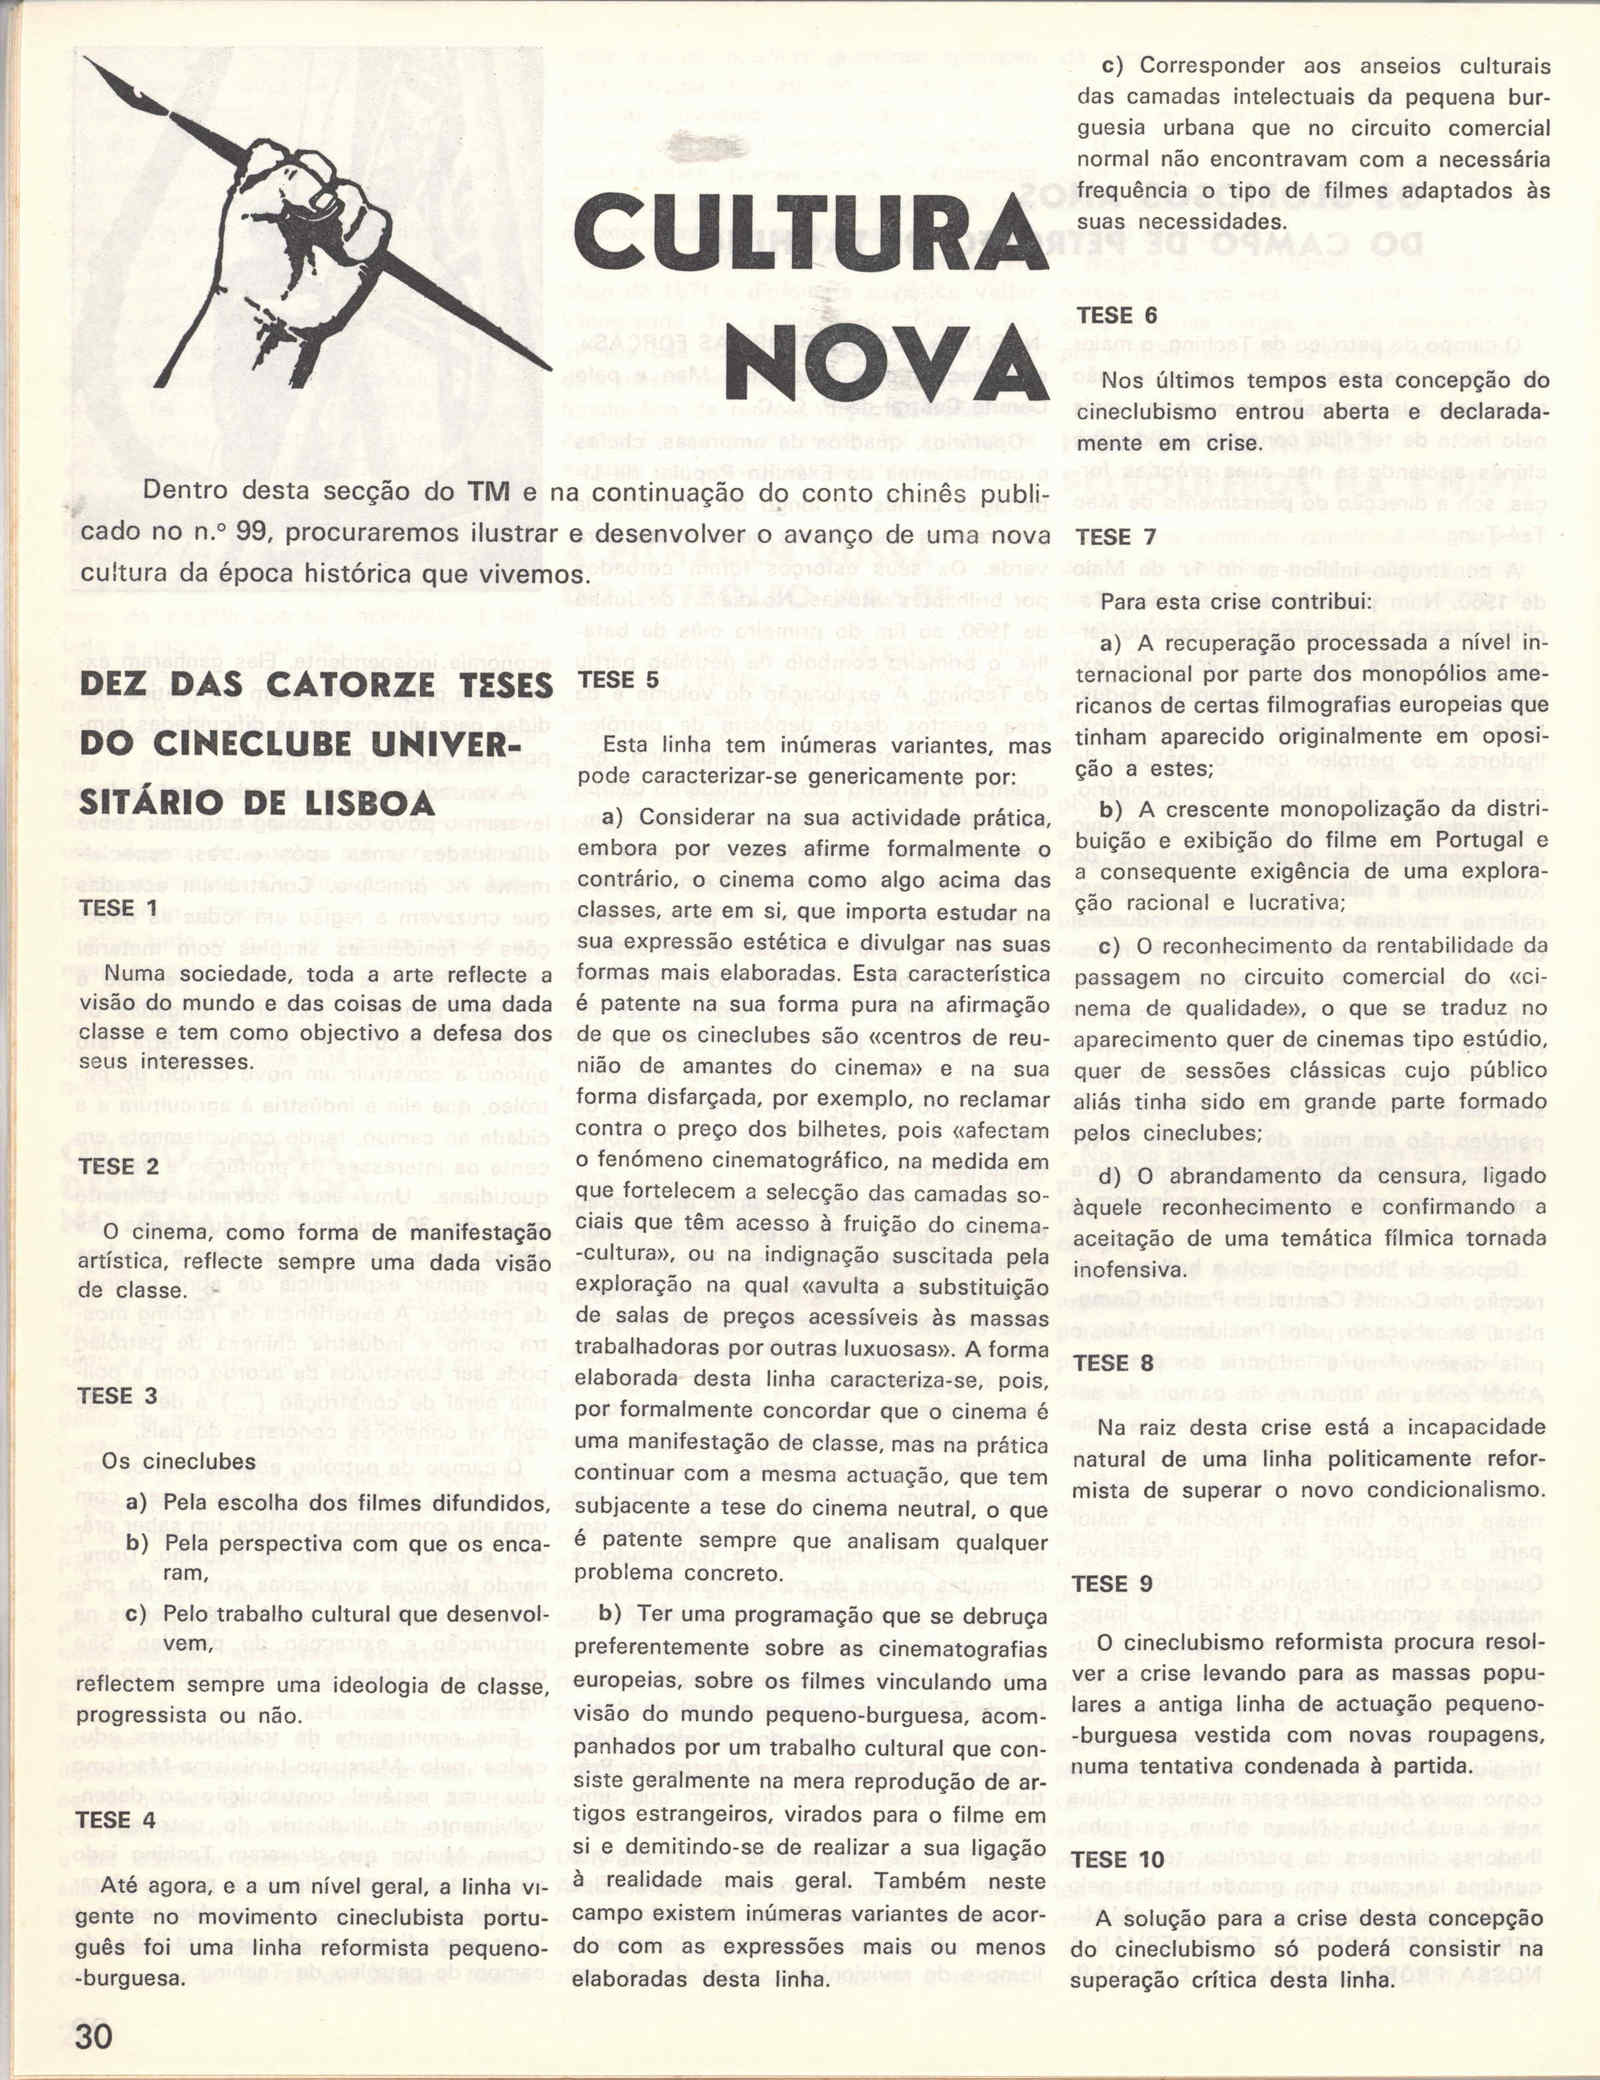 CULTURA
NOVA
Dentro desta secção do TM e na continuação do conto chinês publi-
cado no n.º 99, procuraremos ilustrar e desenvolver o avanço de uma nova
cultura da época histórica que vivemos.
DEZ DAS CATORZE TESES
DO CINECLUBE UNIVER-
SITÁRIO DE LISBOA
TESE 1
Numa sociedade, toda a arte reflecte a
visão do mundo e das coisas de uma dada
classe e tem como objectivo a defesa dos
seus interesses.
TESE 2
O cinema, como forma de manifestação
artística, reflecte sempre uma dada visão
de classe.
TESE 3
Os cineclubes
a) Pela escolha dos filmes difundidos,
b) Pela perspectiva com que os enca-
ram,
c) Pelo trabalho cultural que desenvol-
vem,
reflectem sempre uma ideologia de classe,
progressista ou não.
TESE 4
Até agora, e a um nível geral, a linha vi-
gente no movimento cineclubista portu-
guês foi uma linha reformista pequeno-
-burguesa.
TESE 5
Esta linha tem inúmeras variantes, mas
pode caracterizar-se genericamente por:
a) Considerar na sua actividade prática,
embora por vezes afirme formalmente o
contrário, o cinema como algo acima das
classes, arte em si, que importa estudar na
sua expressão estética e divulgar nas suas
formas mais elaboradas. Esta característica
é patente na sua forma pura na afirmação
de que os cineclubes são «centros de reu-
nião de amantes do cinema» e na sua
forma disfarçada, por exemplo, no reclamar
contra o preço dos bilhetes, pois «afectam
o fenómeno cinematográfico, na medida em
que fortelecem a selecção das camadas so-
ciais que têm acesso à fruição do cinema-
-cultura», ou na indignação suscitada pela
exploração na qual «avulta a substituição
de salas de preços acessíveis às massas
trabalhadoras por outras luxuosas». A forma
elaborada desta linha caracteriza-se, pois,
por formalmente concordar que o cinema é
uma manifestação de classe, mas na prática
continuar com a mesma actuação, que tem
subjacente a tese do cinema neutral, o que
é patente sempre que analisam qualquer
problema concreto.
b) Ter uma programação que se debruça
preferentemente sobre as cinematografias
europeias, sobre os filmes vinculando uma
visão do mundo pequeno-burguesa, acom-
panhados por um trabalho cultural que con-
siste geralmente na mera reprodução de ar-
tigos estrangeiros, virados para o filme em
si e demitindo-se de realizar a sua ligação
à realidade mais geral. Também neste
campo existem inúmeras variantes de acor-
do com as expressões mais ou menos
elaboradas desta linha.
c) Corresponder aos anseios culturais
das camadas intelectuais da pequena bur-
guesia urbana que no circuito comercial
normal não encontravam com a necessária
frequência o tipo de filmes adaptados às
suas necessidades.
TESE 6
Nos últimos tempos esta concepção do
cineclubismo entrou aberta e declarada-
mente em crise.
TESE 7
Para esta crise contribui:
a) A recuperação processada a nível in-
ternacional por parte dos monopólios ame-
ricanos de certas filmografias europeias que
tinham aparecido originalmente em oposi-
ção a estes;
b) A crescente monopolização da distri-
buição e exibição do filme em Portugal e
a consequente exigência de uma explora-
ção racional e lucrativa;
c) O reconhecimento da rentabilidade da
passagem no circuito comercial do «ci-
nema de qualidade», o que se traduz no
aparecimento quer de cinemas tipo estúdio,
quer de sessões clássicas cujo público
aliás tinha sido em grande parte formado
pelos cineclubes;
d) O abrandamento da censura, ligado
àquele reconhecimento e confirmando a
aceitação de uma temática fílmica tornada
inofensiva.
TESE 8
Na raiz desta crise está a incapacidade
natural de uma linha politicamente refor-
mista de superar o novo condicionalismo.
TESE 9
O cineclubismo reformista procura resol-
ver a crise levando para as massas popu-
lares a antiga linha de actuação pequeno-
-burguesa vestida com novas roupagens,
numa tentativa condenada à partida.
TESE 10
A solução para a crise desta concepção
do cineclubismo só poderá consistir na
superação crítica desta linha.
30